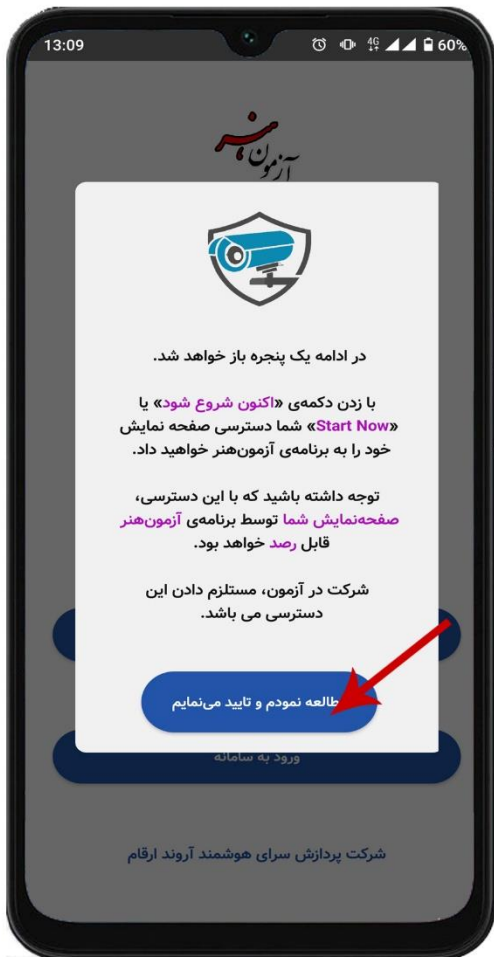 13:09
4G
60%
آزمون هنر
در ادامه یک پنجره باز خواهد شد.
با زدن دکمه‌ی «اکنون شروع شود» یا
«Start Now» شما دسترسی صفحه نمایش
خود را به برنامه‌ی آزمون‌هنر خواهید داد.
توجه داشته باشید که با این دسترسی،
صفحه‌نمایش شما توسط برنامه‌ی آزمون‌هنر
قابل رصد خواهد بود.
شرکت در آزمون، مستلزم دادن این
دسترسی می باشد.
طالعه نمودم و تایید می‌نمایم
ورود به سامانه
شرکت پردازش سرای هوشمند آروند ارقام